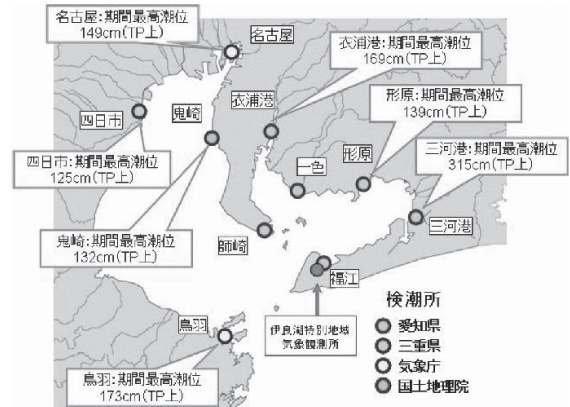 名古屋:期間最高潮位
149cm(TP上)
名古屋
衣浦港:期間最高潮位
169cm(TP上)
衣浦港
形原:期間最高潮位
139cm(TP上)
四日市
鬼崎
形原
三河港:期間最高潮位
315cm(TP上)
四日市:期間最高潮位
125cm(TP上)
一色
三河港
鬼崎:期間最高潮位
132cm(TP上)
師崎
福江
伊良湖特別地域
気象観測所
検潮所
愛知県
三重県
気象庁
国土地理院
鳥羽
鳥羽:期間最高潮位
173cm(TP上)